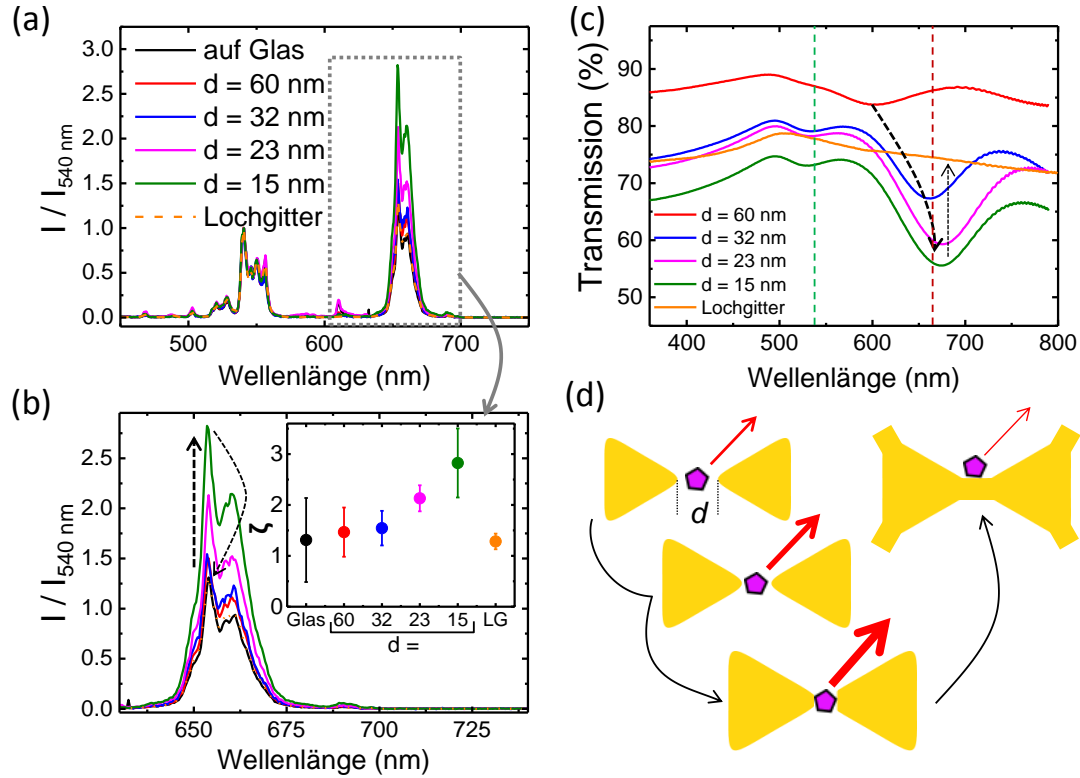 (a)
I / I540 nm
3.0
2.5
2.0
1.5
1.0
0.5
0.0
auf Glas
d = 60 nm
d = 32 nm
d = 23 nm
d = 15 nm
Lochgitter
500
600
700
Wellenlänge (nm)
(c)
Transmission (%)
90
80
70
60
50
d = 60 nm
d = 32 nm
d = 23 nm
d = 15 nm
Lochgitter
400
500
600
700
800
Wellenlänge (nm)
(b)
I / I540 nm
2.5
2.0
1.5
1.0
0.5
0.0
650
675
700
725
Wellenlänge (nm)
ζ
3
2
1
0
Glas 60 32 23 15 LG
d =
(d)
d